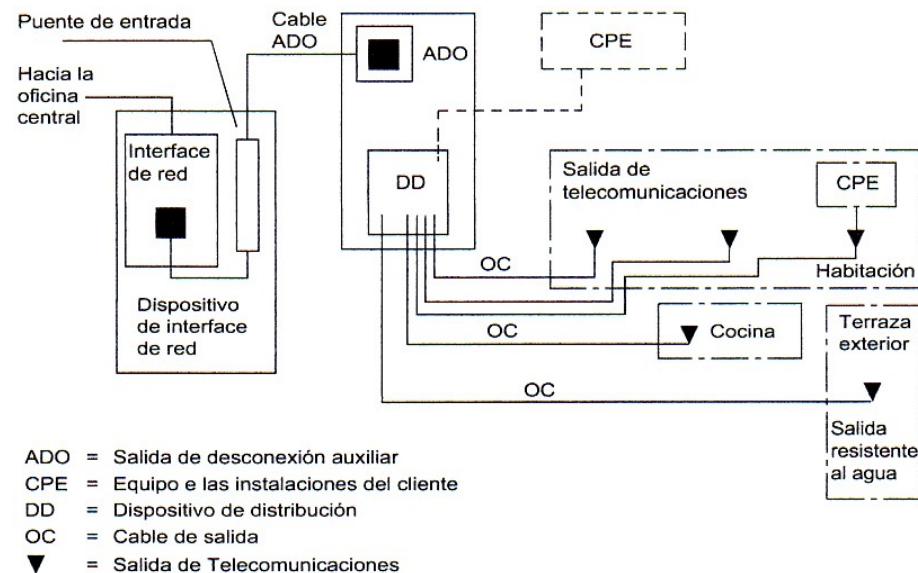 Puente de entrada
Cable
ADO
ADO
CPE
Hacia la
oficina
central
Interface
de red
DD
Salida de
telecomunicaciones
CPE
OC
Habitación
Dispositivo
de interface
de red
OC
Cocina
Terraza
exterior
OC
Salida
resistente
al agua
ADO = Salida de desconexión auxiliar
CPE = Equipo e las instalaciones del cliente
DD = Dispositivo de distribución
OC = Cable de salida
▼ = Salida de Telecomunicaciones